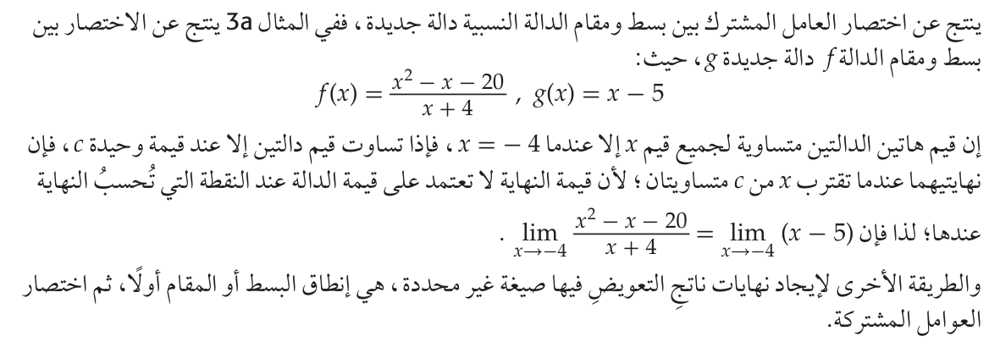 ينتج عن اختصار العامل المشترك بين بسط ومقام الدالة النسبية دالة جديدة، ففي المثال 3a ينتج عن الاختصار بين
بسط ومقام الدالة f دالة جديدة g، حيث:
f(x) = \frac{x^2 - x - 20}{x + 4} , g(x) = x - 5
إن قيم هاتين الدالتين متساوية لجميع قيم x إلا عندما x = - 4، فإذا تساوت قيم دالتين إلا عند قيمة وحيدة c، فإن
نهايتيهما عندما تقترب x من c متساويتان؛ لأن قيمة النهاية لا تعتمد على قيمة الدالة عند النقطة التي تُحسبُ النهاية
عندها؛ لذا فإن \lim_{x \to -4} \frac{x^2 - x - 20}{x + 4} = \lim_{x \to -4} (x - 5) .
والطريقة الأخرى لإيجاد نهايات ناتجِ التعويضِ فيها صيغة غير محددة، هي إنطاق البسط أو المقام أولًا، ثم اختصار
العوامل المشتركة.